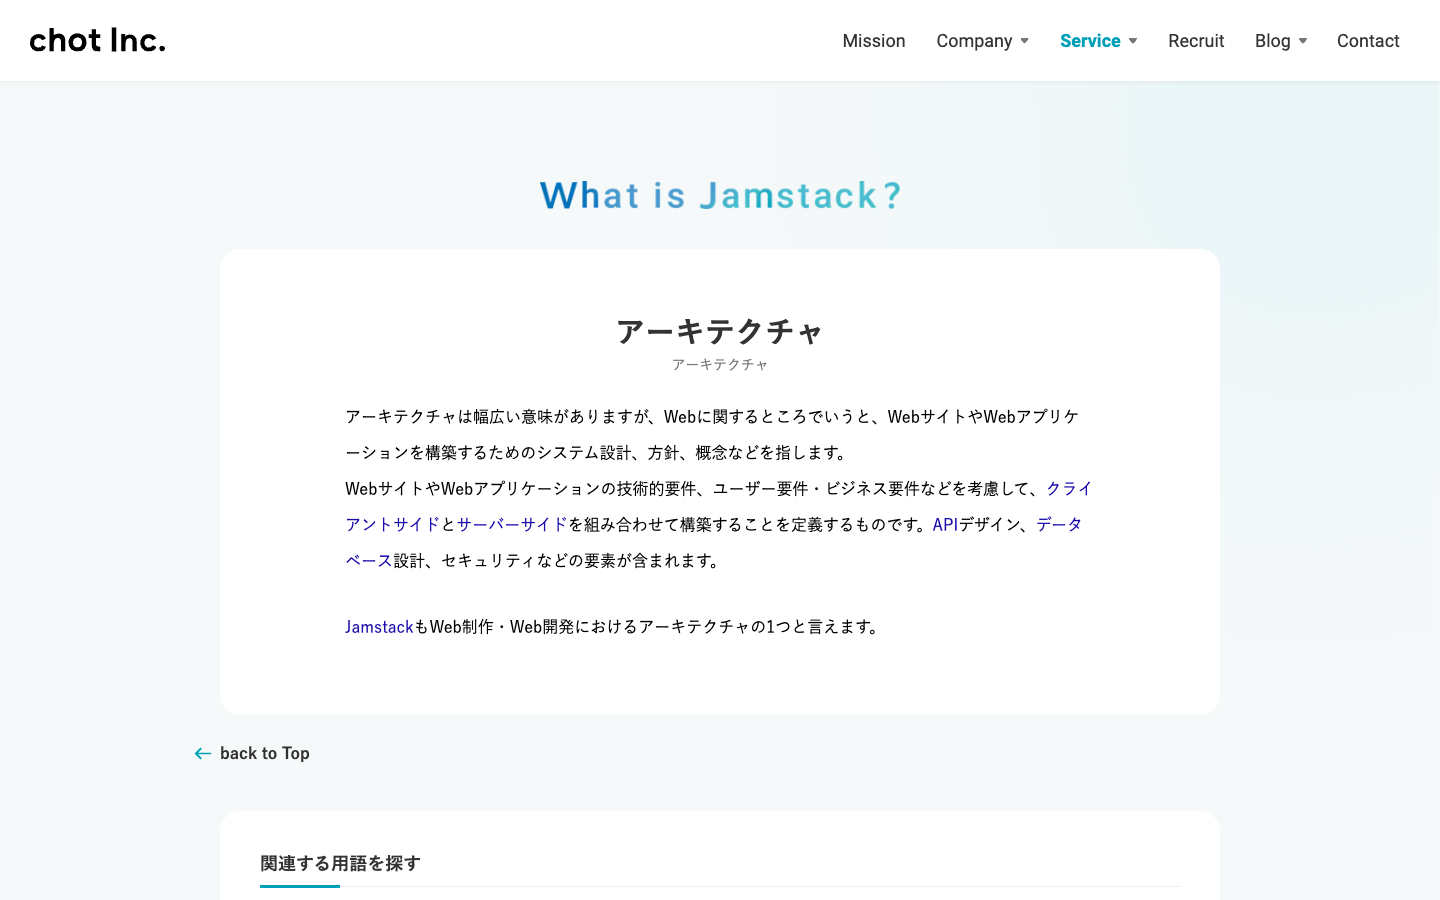 chot Inc.
Mission
Company
Service
Recruit
Blog
Contact
What is Jamstack?
アーキテクチャ
アーキテクチャ
アーキテクチャは幅広い意味がありますが、Webに関するところでいうと、WebサイトやWebアプリケ
ーションを構築するためのシステム設計、方針、概念などを指します。
WebサイトやWebアプリケーションの技術的要件、ユーザー要件・ビジネス要件などを考慮して、クライ
アントサイドとサーバーサイドを組み合わせて構築することを定義するものです。APIデザイン、データ
ベース設計、セキュリティなどの要素が含まれます。
JamstackもWeb制作・Web開発におけるアーキテクチャの1つと言えます。
back to Top
関連する用語を探す